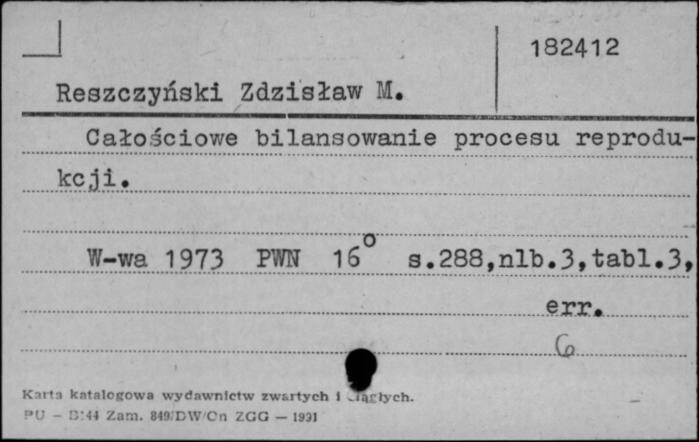 182412
Reszczyński Zdzisław M.
Całościowe bilansowanie procesu reprodu-
kcji.
W-wa 1973 PWN 16° s.288,nlb.3,tabl.3,
err.
6
Karta katalogowa wydawnictw zwartych i ciągłych.
PU — Zam. 849/DW/Cn ZGG — 1991